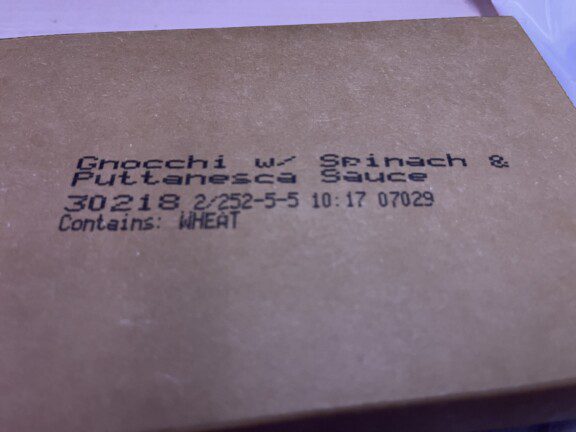 Gnocchi w/ Spinach &
Puttanesca Sauce
30218 2/252-5-5 10:17 07029
Contains: WHEAT